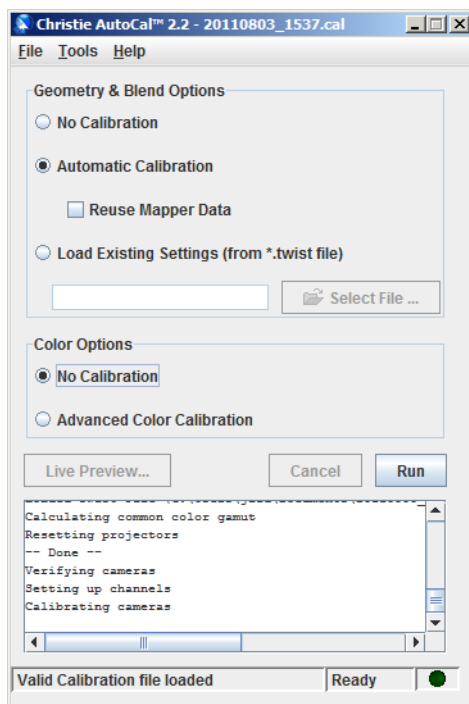 Christie AutoCal™ 2.2 - 20110803_1537.cal
File Tools Help
Geometry & Blend Options
No Calibration
Automatic Calibration
Reuse Mapper Data
Load Existing Settings (from *.twist file)
Select File ...
Color Options
No Calibration
Advanced Color Calibration
Live Preview... Cancel Run
Calculating common color gamut
Resetting projectors
-- Done --
Verifying cameras
Setting up channels
Calibrating cameras
Valid Calibration file loaded Ready